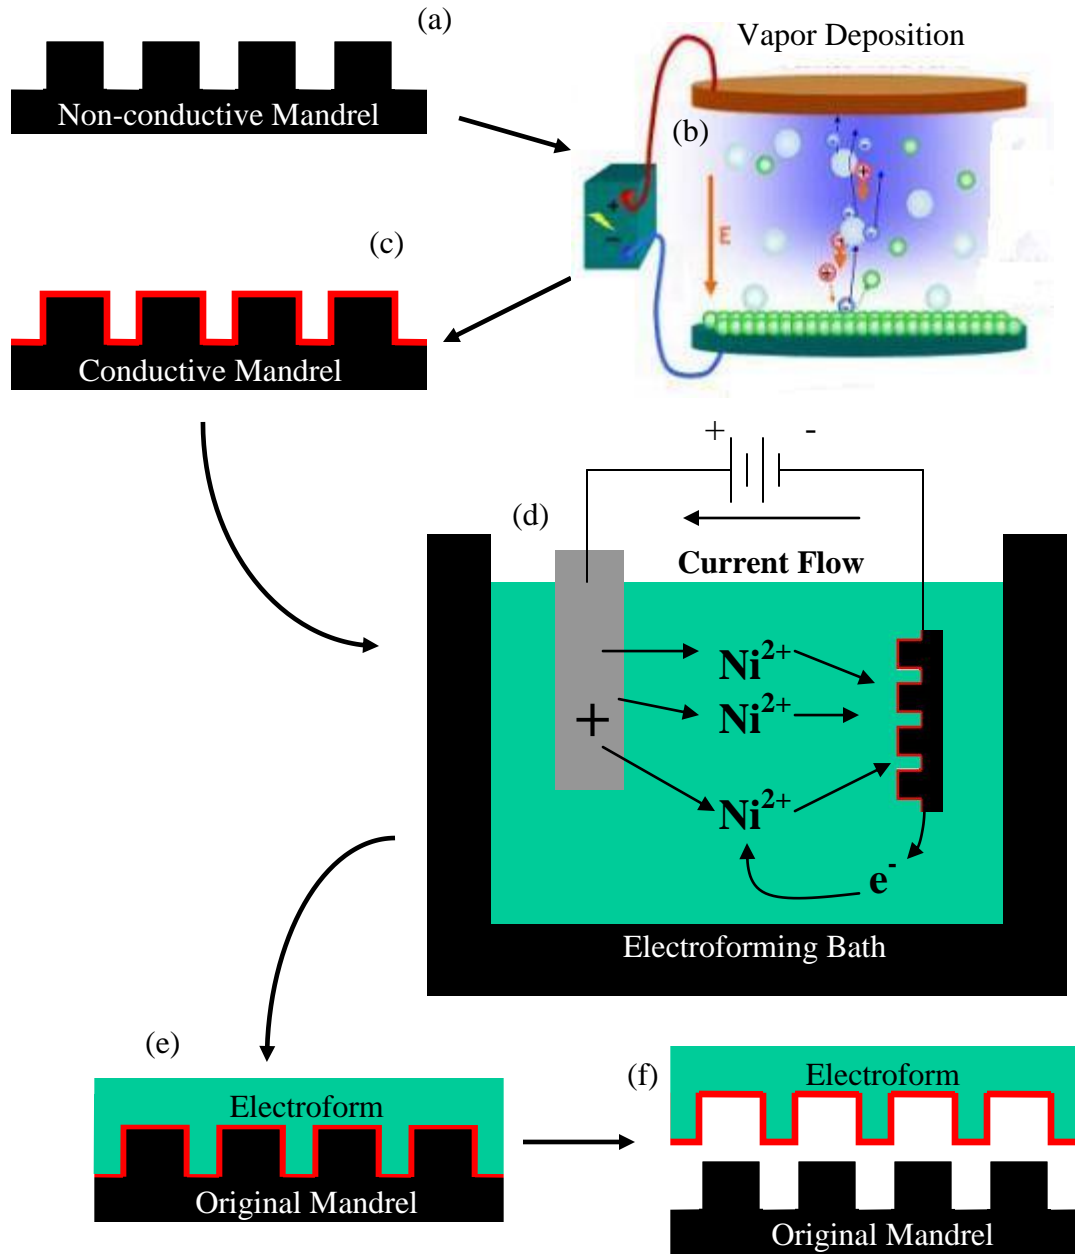 (a)
Non-conductive Mandrel
Vapor Deposition
(b)
+
−
E
(c)
Conductive Mandrel
+ -
(d)
Current Flow
Ni²⁺
+ Ni²⁺
Ni²⁺
e⁻
Electroforming Bath
(e)
Electroform
Original Mandrel
(f)
Electroform
Original Mandrel